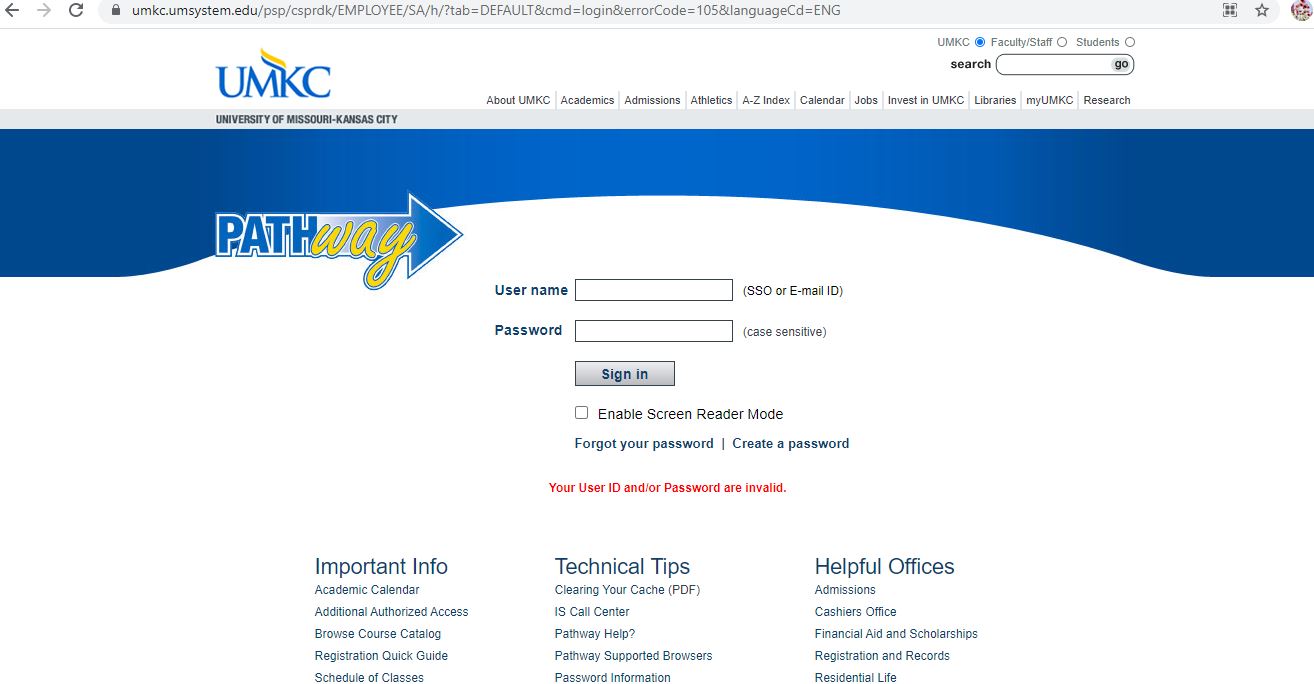 umkc.umsystem.edu/psp/csprdk/EMPLOYEE/SA/h/?tab=DEFAULT&cmd=login&errorCode=105&languageCd=ENG
UMKC Faculty/Staff Students
search go
UMKC
About UMKC Academics Admissions Athletics A-Z Index Calendar Jobs Invest in UMKC Libraries myUMKC Research
UNIVERSITY OF MISSOURI-KANSAS CITY
PATHway
User name (SSO or E-mail ID)
Password (case sensitive)
Sign in
Enable Screen Reader Mode
Forgot your password | Create a password
Your User ID and/or Password are invalid.
Important Info
Academic Calendar
Additional Authorized Access
Browse Course Catalog
Registration Quick Guide
Schedule of Classes
Technical Tips
Clearing Your Cache (PDF)
IS Call Center
Pathway Help?
Pathway Supported Browsers
Password Information
Helpful Offices
Admissions
Cashiers Office
Financial Aid and Scholarships
Registration and Records
Residential Life